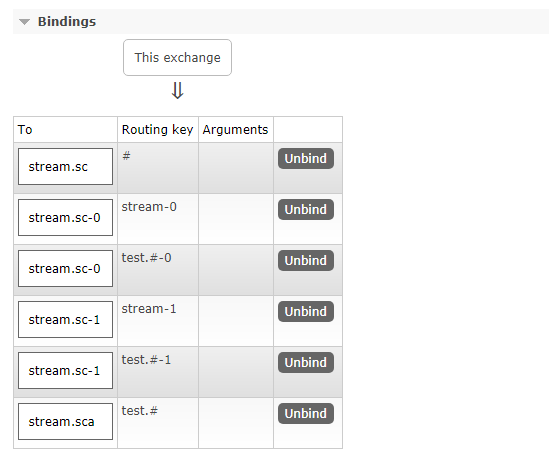 Bindings
This exchange
⇓
To Routing key Arguments
stream.sc # Unbind
stream.sc-0 stream-0 Unbind
stream.sc-0 test.#-0 Unbind
stream.sc-1 stream-1 Unbind
stream.sc-1 test.#-1 Unbind
stream.sca test.# Unbind